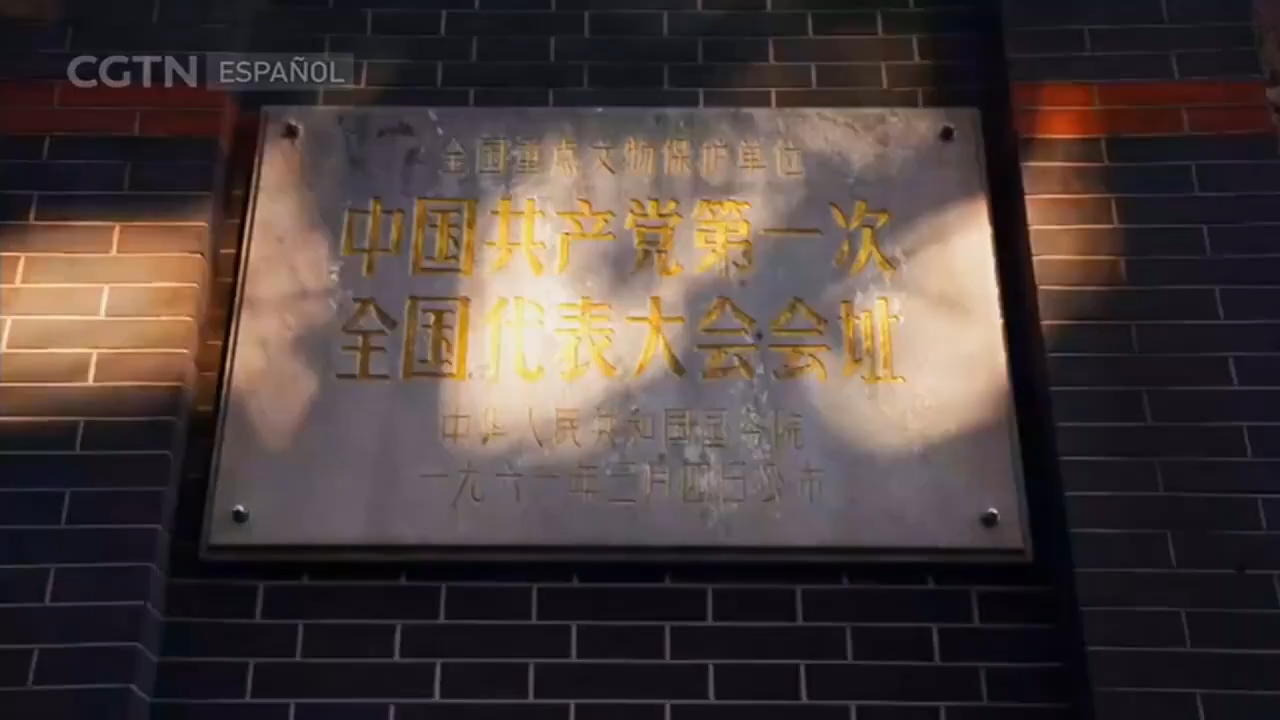 CGTN ESPAÑOL
全国重点文物保护单位
中国共产党第一次
全国代表大会会址
中华人民共和国国务院
一九六一年三月四日公布